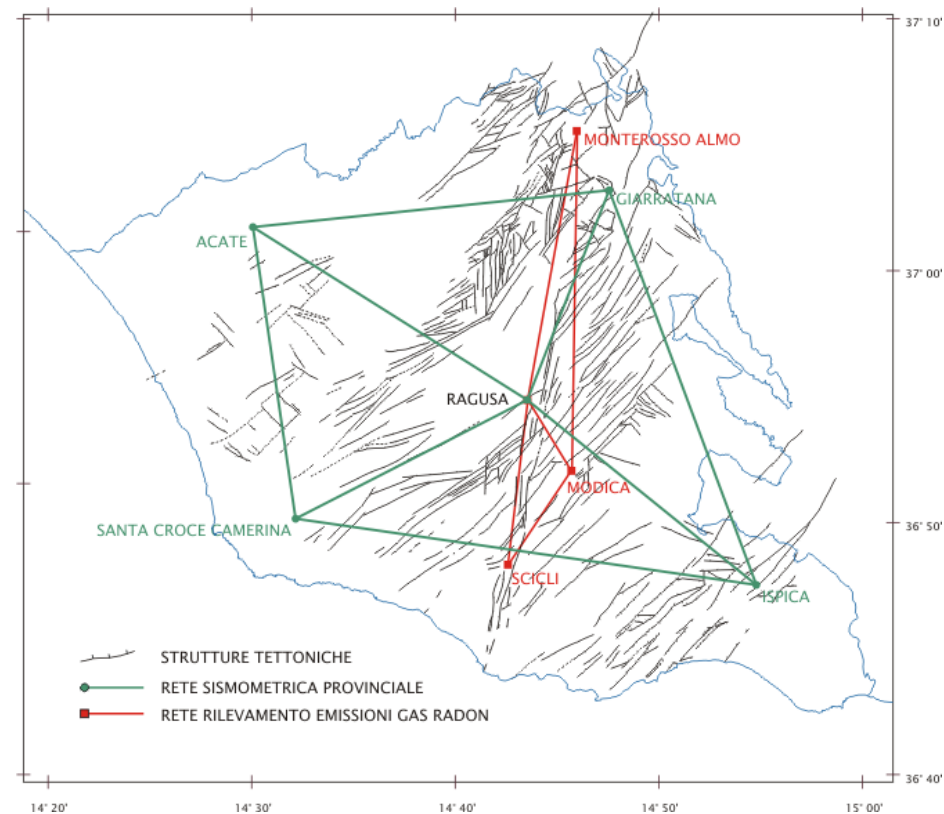 37° 10'
MONTEROSSO ALMO
GIARRATANA
ACATE
37° 00'
RAGUSA
MODICA
SANTA CROCE CAMERINA
36° 50'
SCICLI
ISPICA
STRUTTURE TETTONICHE
RETE SISMOMETRICA PROVINCIALE
RETE RILEVAMENTO EMISSIONI GAS RADON
36° 40'
14° 20' 14° 30' 14° 40' 14° 50' 15° 00'